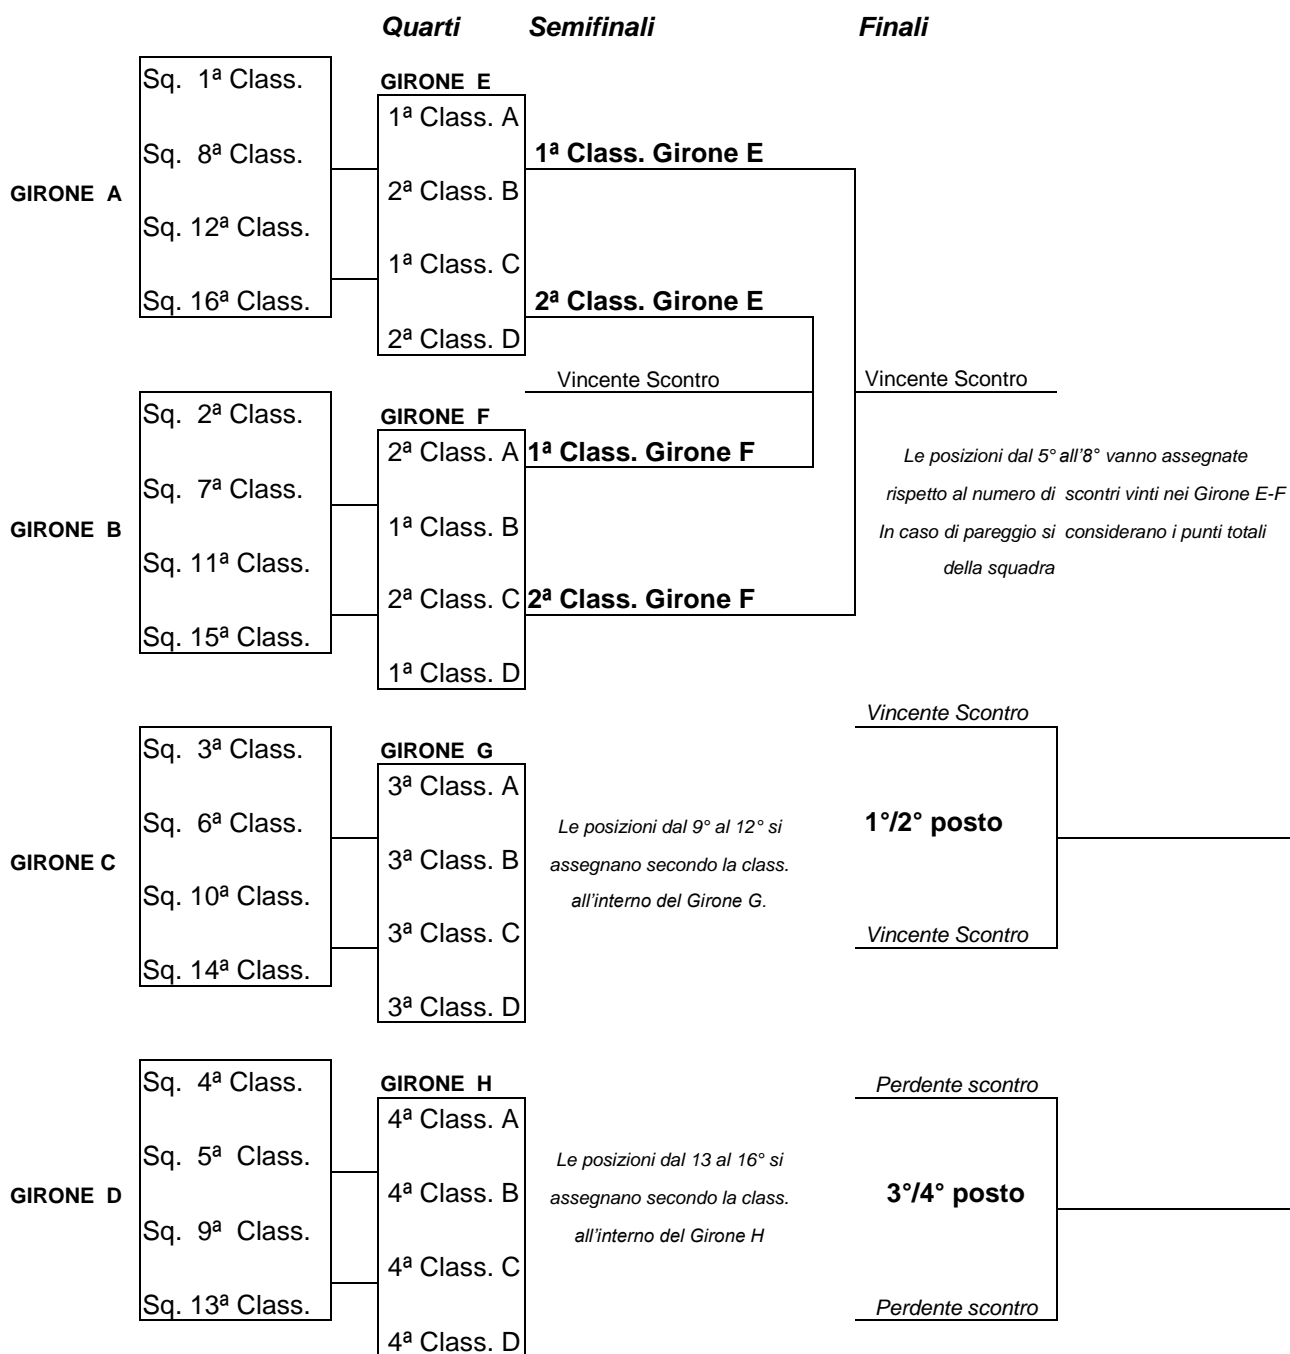 Quarti Semifinali Finali
Sq. 1ª Class.
GIRONE E
1ª Class. A
Sq. 8ª Class.
1ª Class. Girone E
GIRONE A
2ª Class. B
Sq. 12ª Class.
1ª Class. C
Sq. 16ª Class.
2ª Class. Girone E
2ª Class. D
Vincente Scontro
Vincente Scontro
Sq. 2ª Class.
GIRONE F
2ª Class. A
1ª Class. Girone F
Le posizioni dal 5° all'8° vanno assegnate
rispetto al numero di scontri vinti nei Girone E-F
In caso di pareggio si considerano i punti totali
della squadra
Sq. 7ª Class.
GIRONE B
1ª Class. B
Sq. 11ª Class.
2ª Class. C
2ª Class. Girone F
Sq. 15ª Class.
1ª Class. D
Vincente Scontro
Sq. 3ª Class.
GIRONE G
3ª Class. A
Sq. 6ª Class.
Le posizioni dal 9° al 12° si
assegnano secondo la class.
all'interno del Girone G.
1°/2° posto
GIRONE C
3ª Class. B
Sq. 10ª Class.
3ª Class. C
Vincente Scontro
Sq. 14ª Class.
3ª Class. D
Sq. 4ª Class.
GIRONE H
Perdente scontro
4ª Class. A
Sq. 5ª Class.
Le posizioni dal 13 al 16° si
assegnano secondo la class.
all'interno del Girone H
GIRONE D
4ª Class. B
3°/4° posto
Sq. 9ª Class.
4ª Class. C
Sq. 13ª Class.
Perdente scontro
4ª Class. D